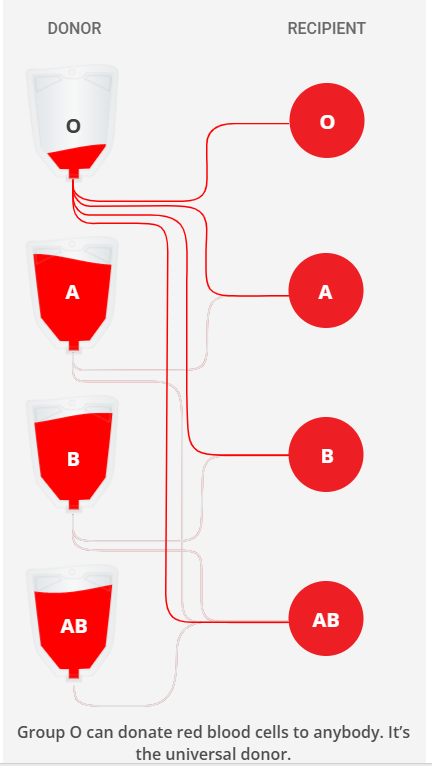 DONOR RECIPIENT
O O
A A
B B
AB AB
Group O can donate red blood cells to anybody. It’s
the universal donor.